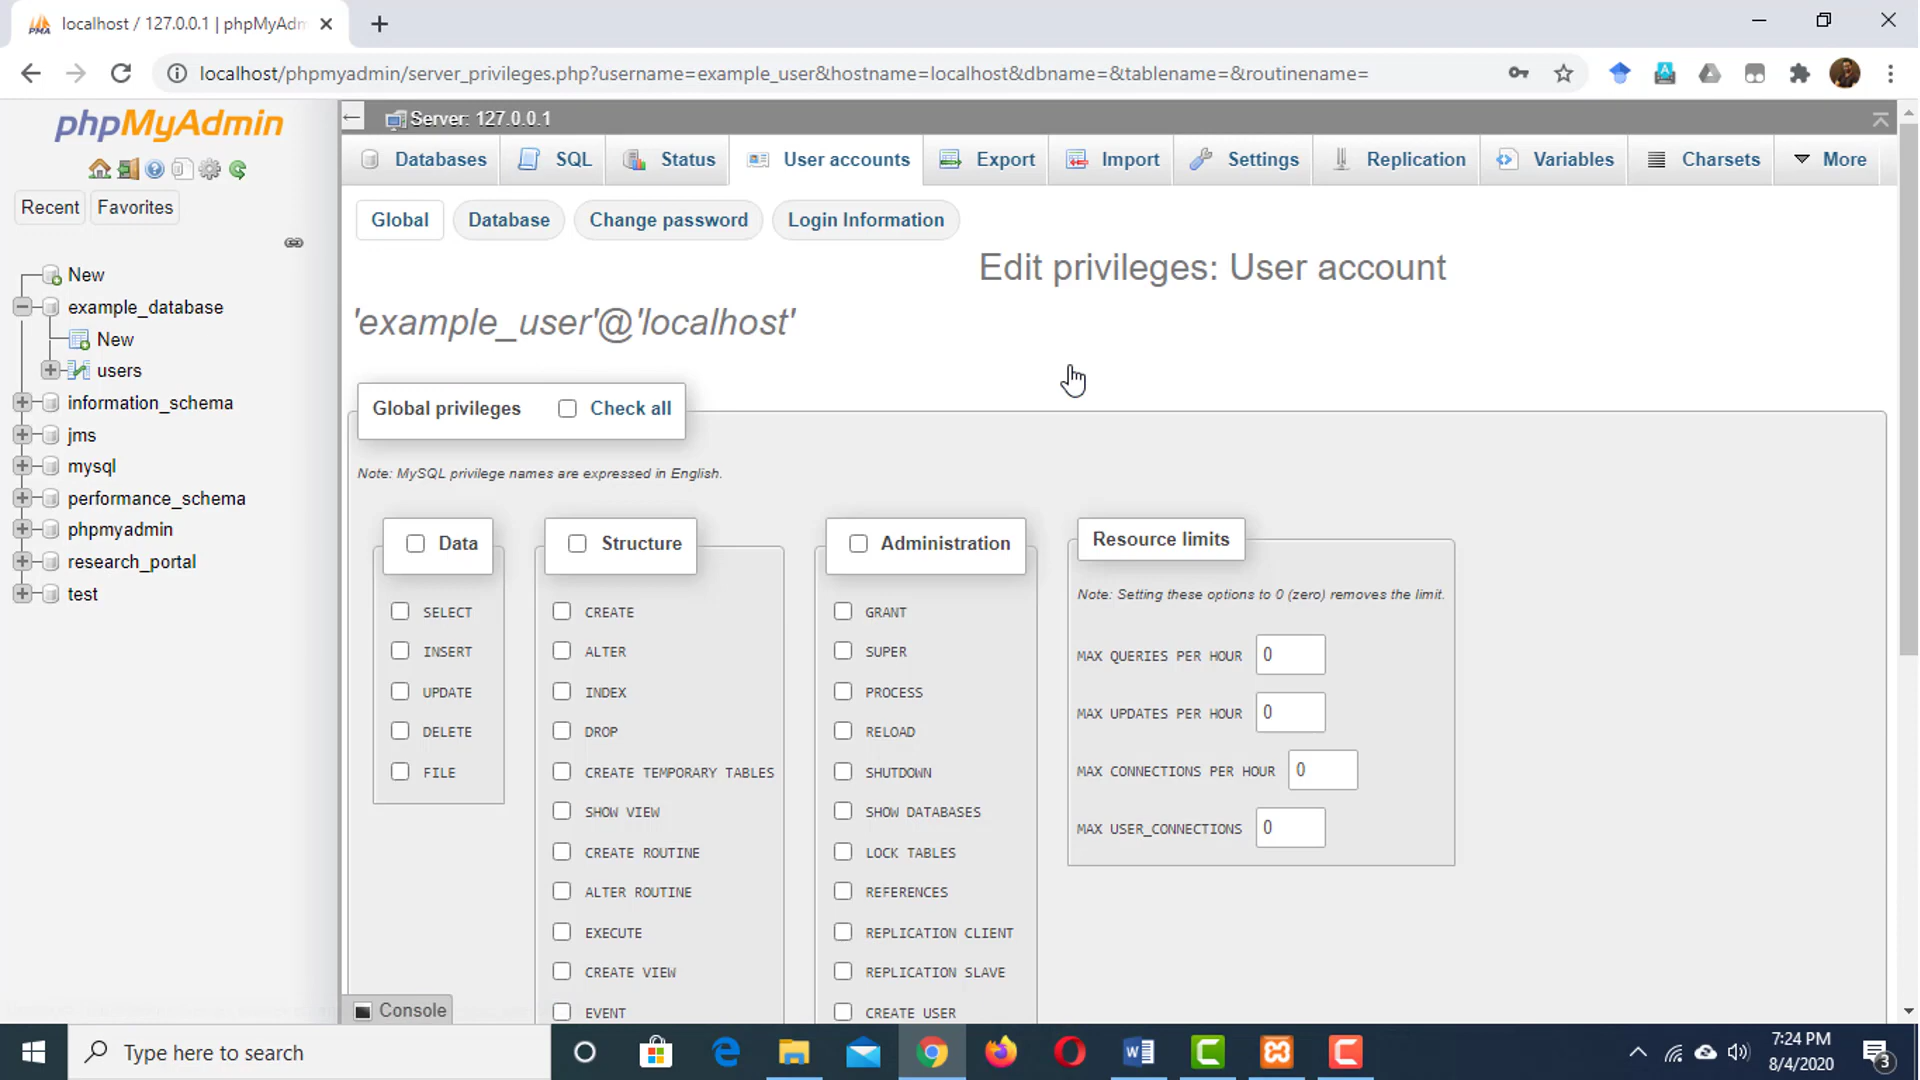 localhost / 127.0.0.1 | phpMyAdm
localhost/phpmyadmin/server_privileges.php?username=example_user&hostname=localhost&dbname=&tablename=&routinename=
phpMyAdmin
Recent
Favorites
New
example_database
New
users
information_schema
jms
mysql
performance_schema
phpmyadmin
research_portal
test
Server: 127.0.0.1
Databases
SQL
Status
User accounts
Export
Import
Settings
Replication
Variables
Charsets
More
Global
Database
Change password
Login Information
Edit privileges: User account
'example_user'@'localhost'
Global privileges
Check all
Note: MySQL privilege names are expressed in English.
Data
SELECT
INSERT
UPDATE
DELETE
FILE
Structure
CREATE
ALTER
INDEX
DROP
CREATE TEMPORARY TABLES
SHOW VIEW
CREATE ROUTINE
ALTER ROUTINE
EXECUTE
CREATE VIEW
EVENT
Administration
GRANT
SUPER
PROCESS
RELOAD
SHUTDOWN
SHOW DATABASES
LOCK TABLES
REFERENCES
REPLICATION CLIENT
REPLICATION SLAVE
CREATE USER
Resource limits
Note: Setting these options to 0 (zero) removes the limit.
MAX QUERIES PER HOUR 0
MAX UPDATES PER HOUR 0
MAX CONNECTIONS PER HOUR 0
MAX USER_CONNECTIONS 0
Console
Type here to search
7:24 PM
8/4/2020
3